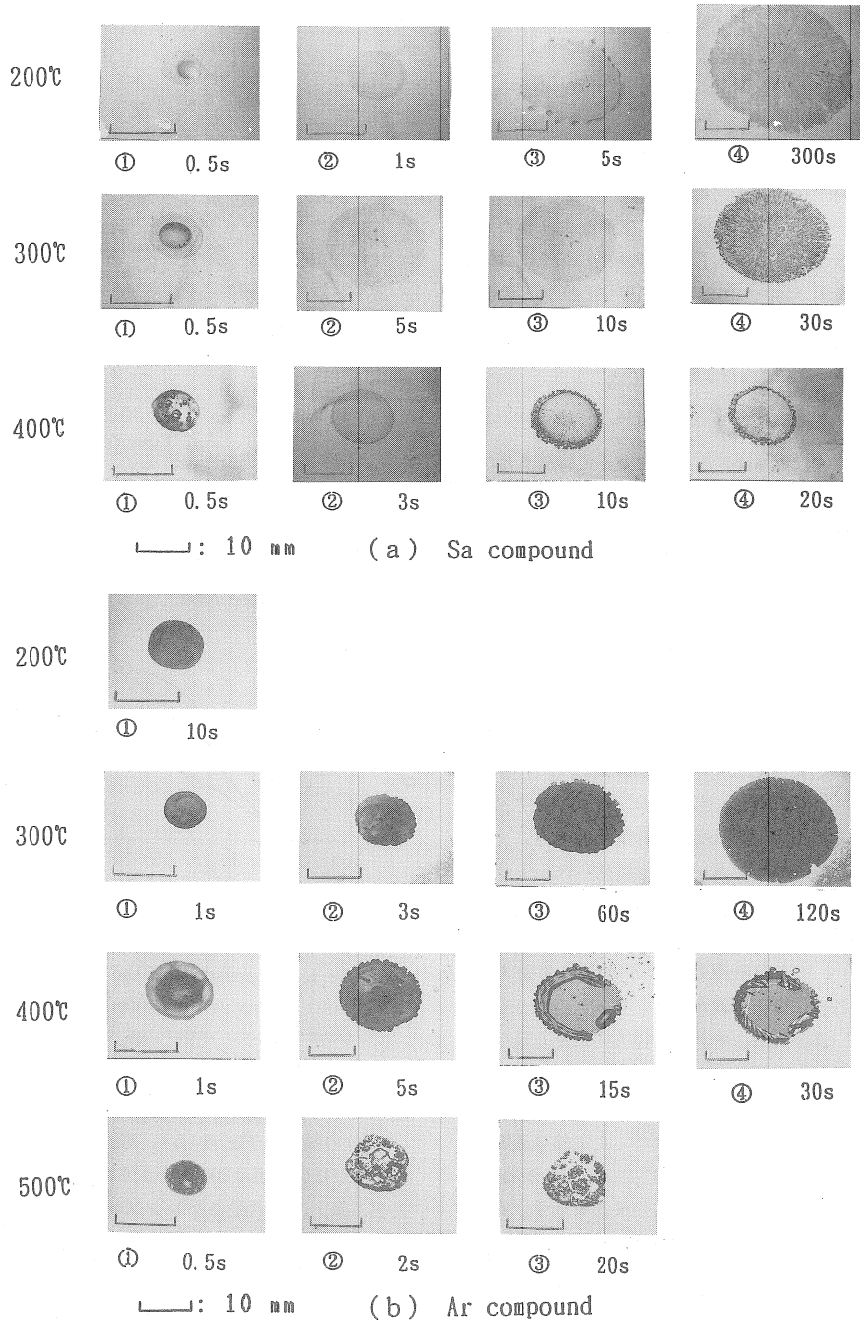 200℃
① 0.5s ② 1s ③ 5s ④ 300s
300℃
① 0.5s ② 5s ③ 10s ④ 30s
400℃
① 0.5s ② 3s ③ 10s ④ 20s
: 10 mm (a) Sa compound
200℃
① 10s
300℃
① 1s ② 3s ③ 60s ④ 120s
400℃
① 1s ② 5s ③ 15s ④ 30s
500℃
① 0.5s ② 2s ③ 20s
: 10 mm (b) Ar compound